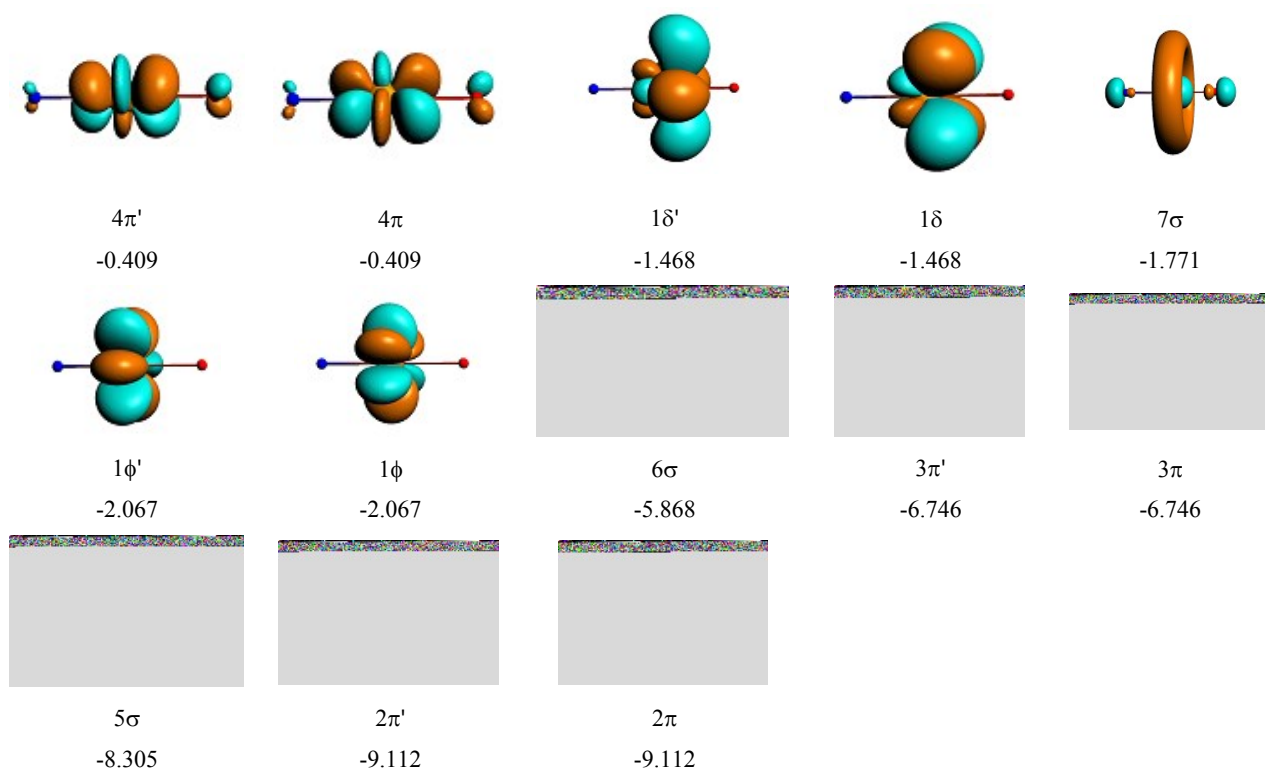 4π' 4π 1δ' 1δ 7σ
-0.409 -0.409 -1.468 -1.468 -1.771
1ϕ' 1ϕ 6σ 3π' 3π
-2.067 -2.067 -5.868 -6.746 -6.746
5σ 2π' 2π
-8.305 -9.112 -9.112